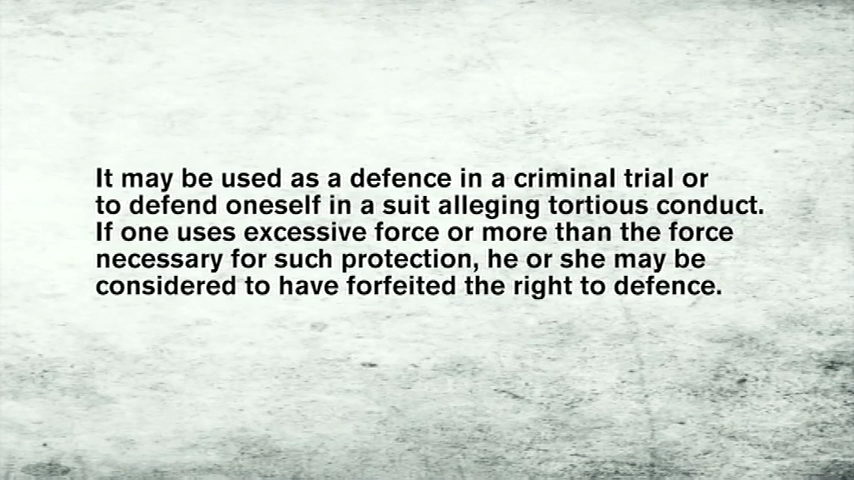 It may be used as a defence in a criminal trial or
to defend oneself in a suit alleging tortious conduct.
If one uses excessive force or more than the force
necessary for such protection, he or she may be
considered to have forfeited the right to defence.